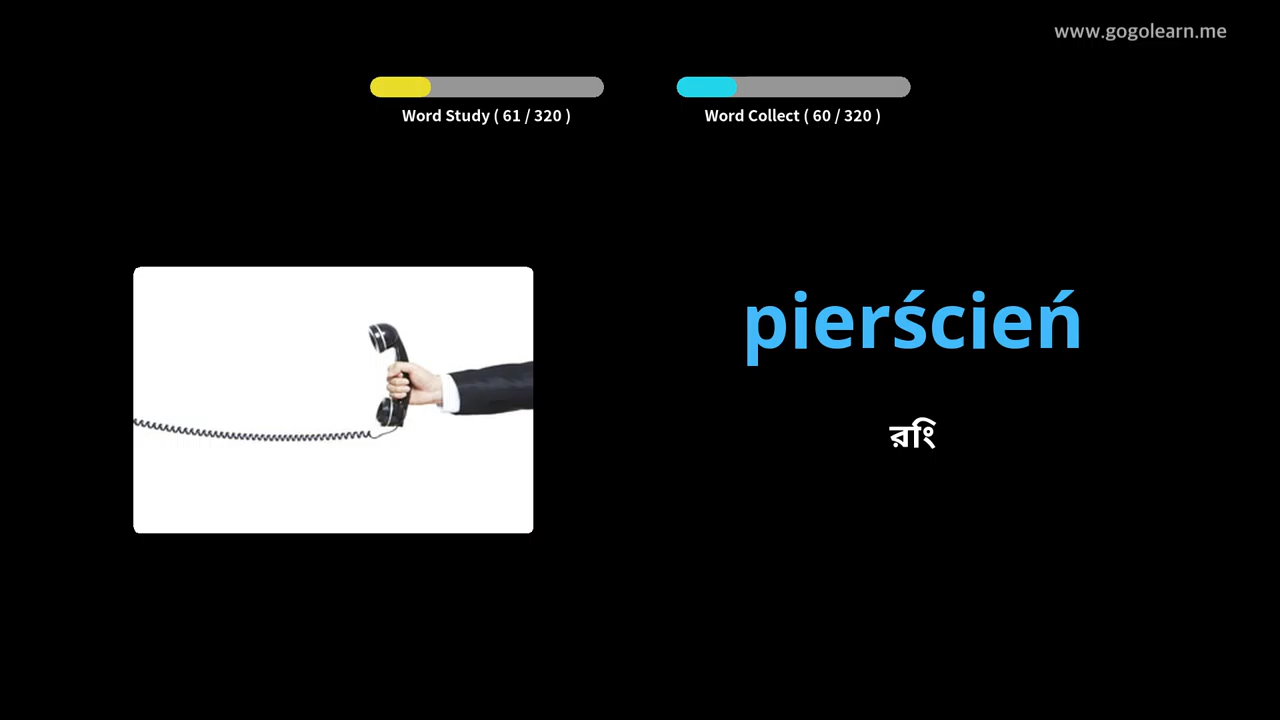 www.gogolearn.me
Word Study ( 61 / 320 )
Word Collect ( 60 / 320 )
pierścień
রিং